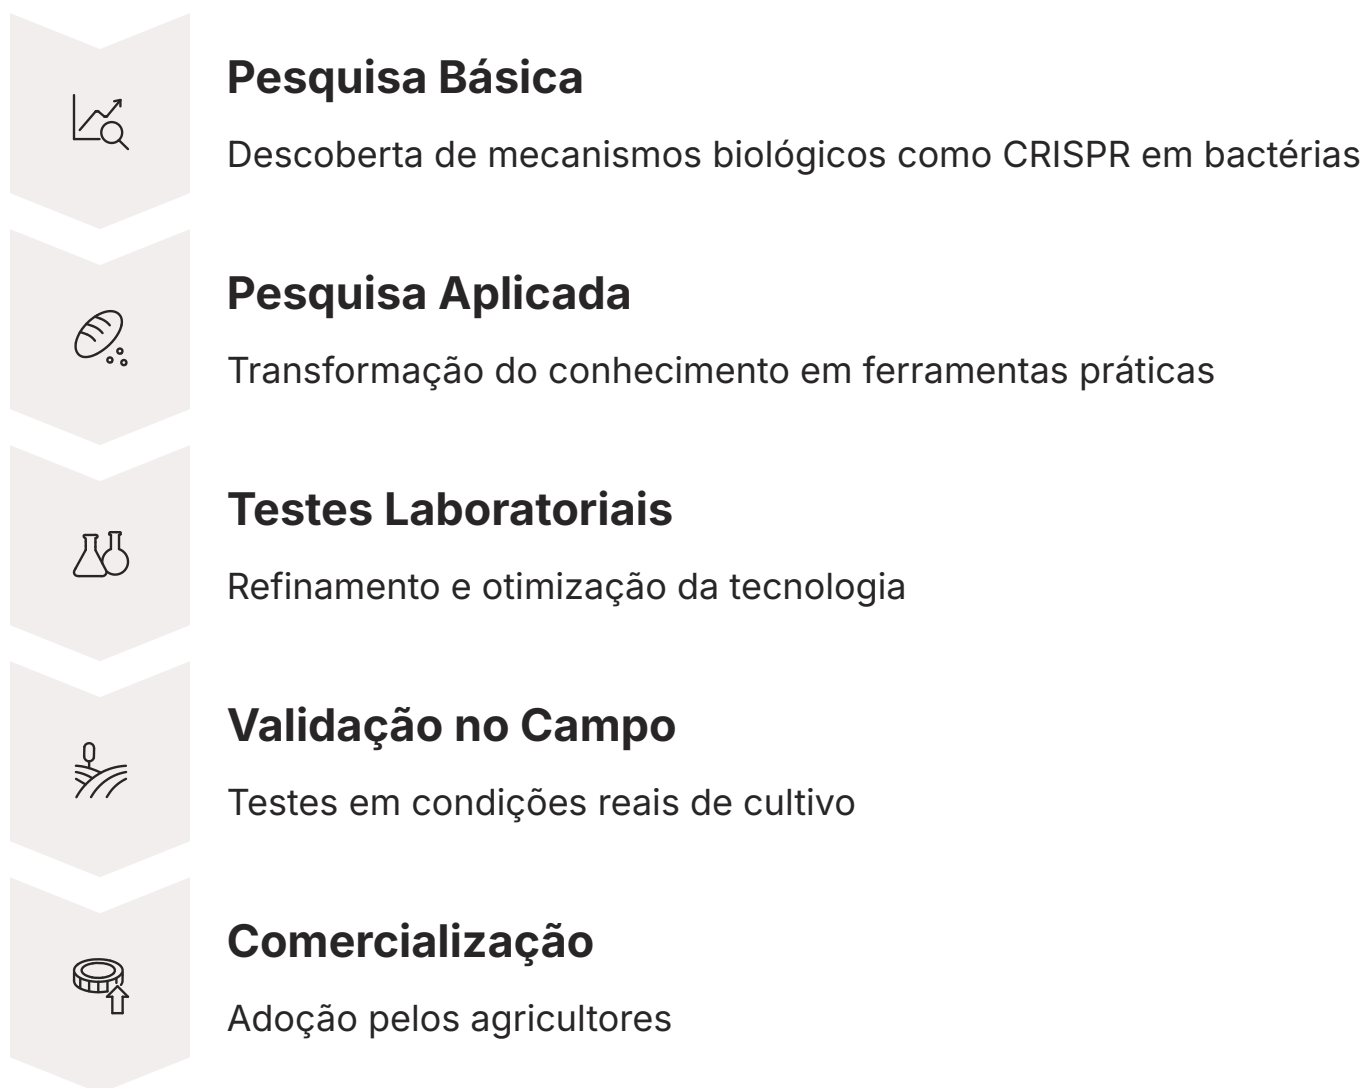 Pesquisa Básica
Descoberta de mecanismos biológicos como CRISPR em bactérias
Pesquisa Aplicada
Transformação do conhecimento em ferramentas práticas
Testes Laboratoriais
Refinamento e otimização da tecnologia
Validação no Campo
Testes em condições reais de cultivo
Comercialização
Adoção pelos agricultores